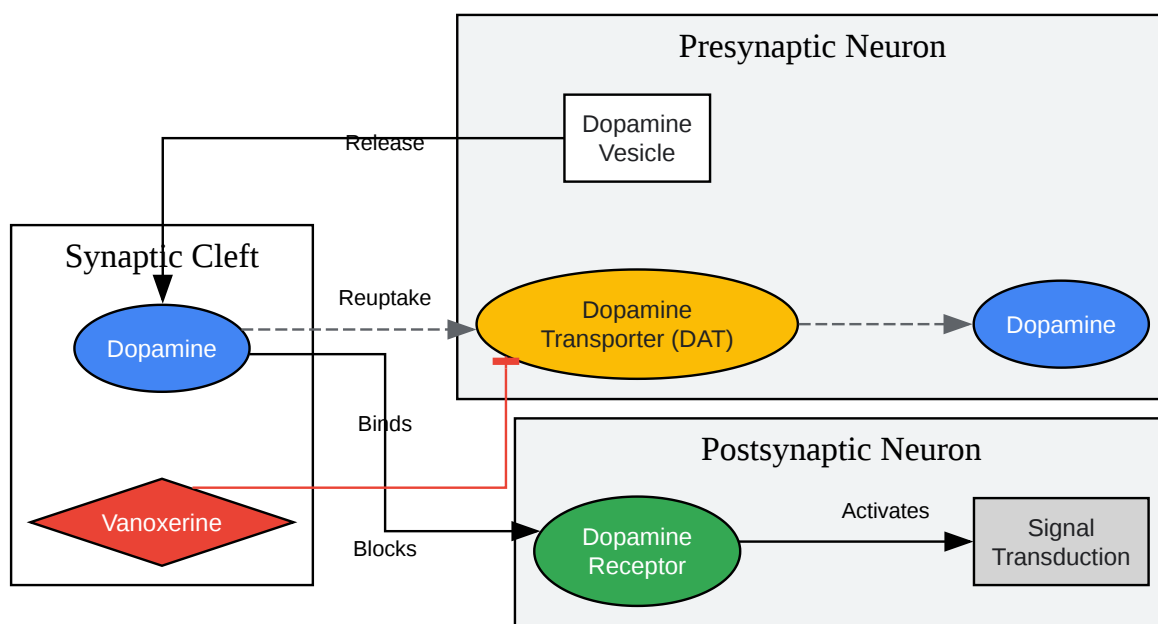 Presynaptic Neuron
Dopamine
Vesicle
Release
Synaptic Cleft
Reuptake
Dopamine
Dopamine
Transporter (DAT)
Dopamine
Binds
Postsynaptic Neuron
Vanoxerine
Blocks
Dopamine
Receptor
Activates
Signal
Transduction